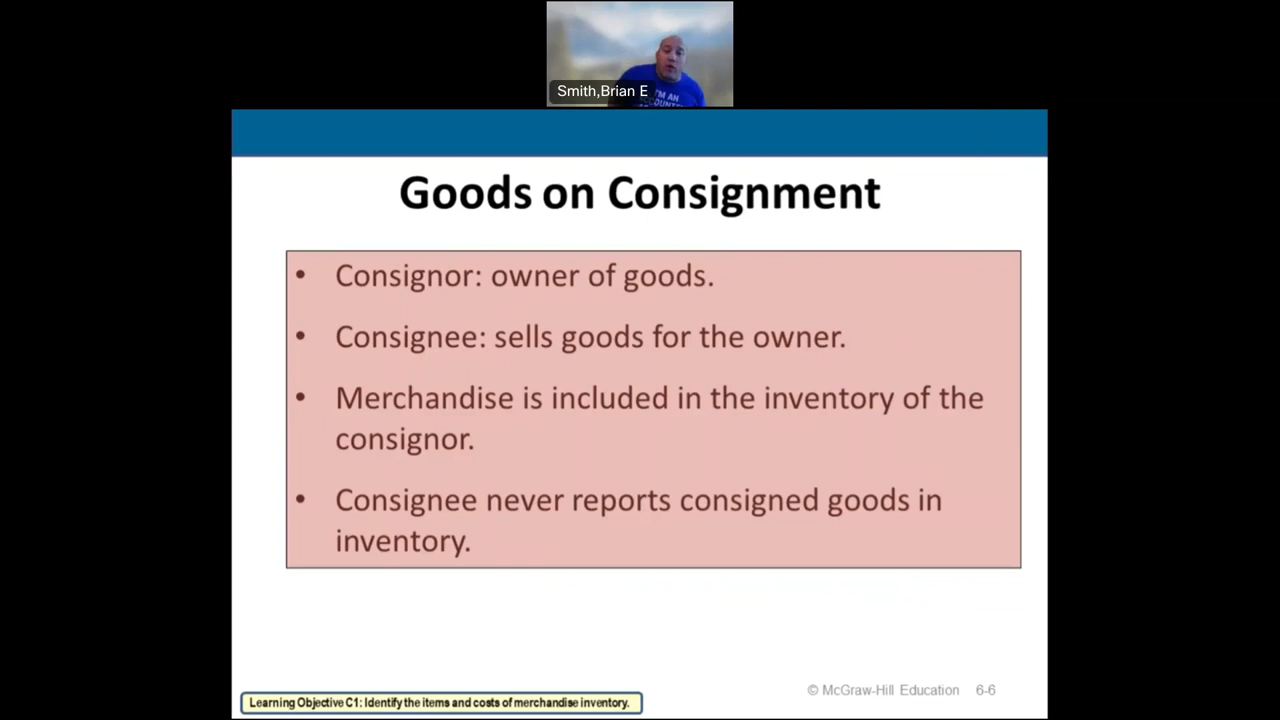 Smith,Brian E
I'M AN
Goods on Consignment
• Consignor: owner of goods.
• Consignee: sells goods for the owner.
• Merchandise is included in the inventory of the
consignor.
• Consignee never reports consigned goods in
inventory.
© McGraw-Hill Education 6-6
Learning Objective C1: Identify the items and costs of merchandise inventory.